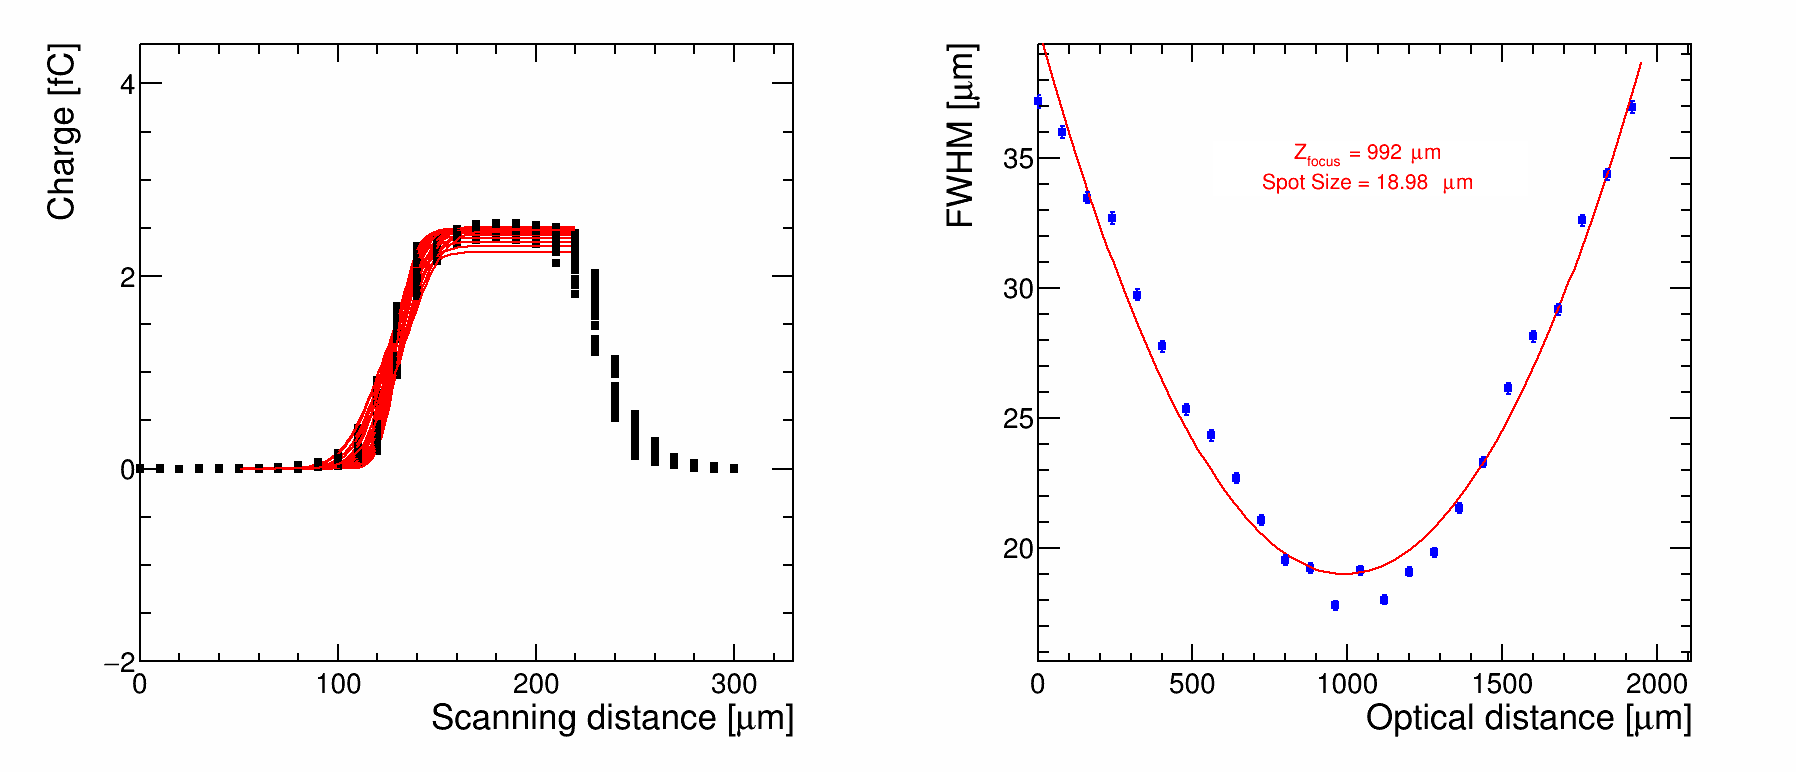 Charge [fC]
4
2
0
−2
0 100 200 300
Scanning distance [μm]
FWHM [μm]
35
30
25
20
0 500 1000 1500 2000
Optical distance [μm]
Zfocus = 992 μm
Spot Size = 18.98 μm